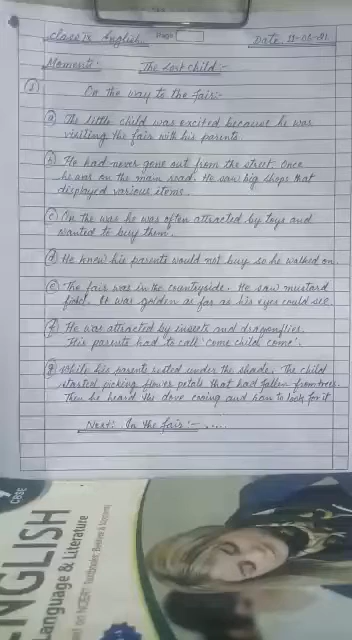 Class IX English. Page
Date
Moments:- The Lost child:-
① On the way to the fair:-
ⓐ The little child was excited because he was
visiting the fair with his parents.
ⓑ He had never gone out from the street. Once
he was on the main road. He saw big shops that
displayed various items.
ⓒ On the was he was often attracted by toys and
wanted to buy them.
ⓓ He knew his parents would not buy so he walked on.
ⓔ The fair was in the countryside. He saw mustard
field. It was golden as far as his eyes could see.
ⓕ He was attracted by insects and dragonflies.
His parents had to call 'come child come'.
ⓖ While his parents rested under the shade. The child
started picking flower petals that had fallen from trees.
Then he heard the dove cooing and ran to look for it
Next: In the fair:- ....
CBSE
ENGLISH
Language & Literature